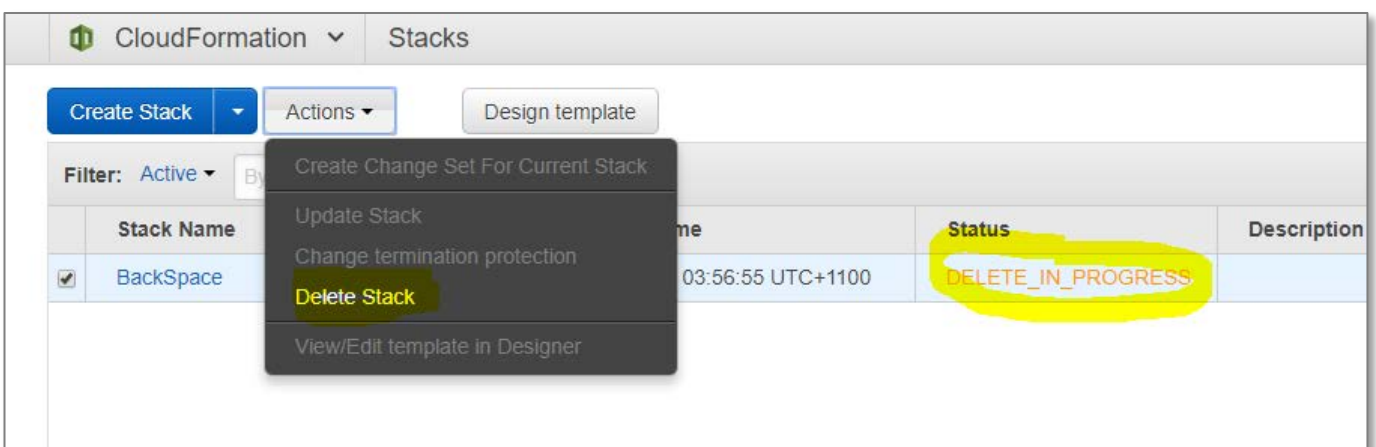 CloudFormation Stacks
Create Stack Actions Design template
Filter: Active By
Create Change Set For Current Stack
Update Stack
Change termination protection
Delete Stack
View/Edit template in Designer
Stack Name me Status Description
BackSpace 03:56:55 UTC+1100 DELETE_IN_PROGRESS